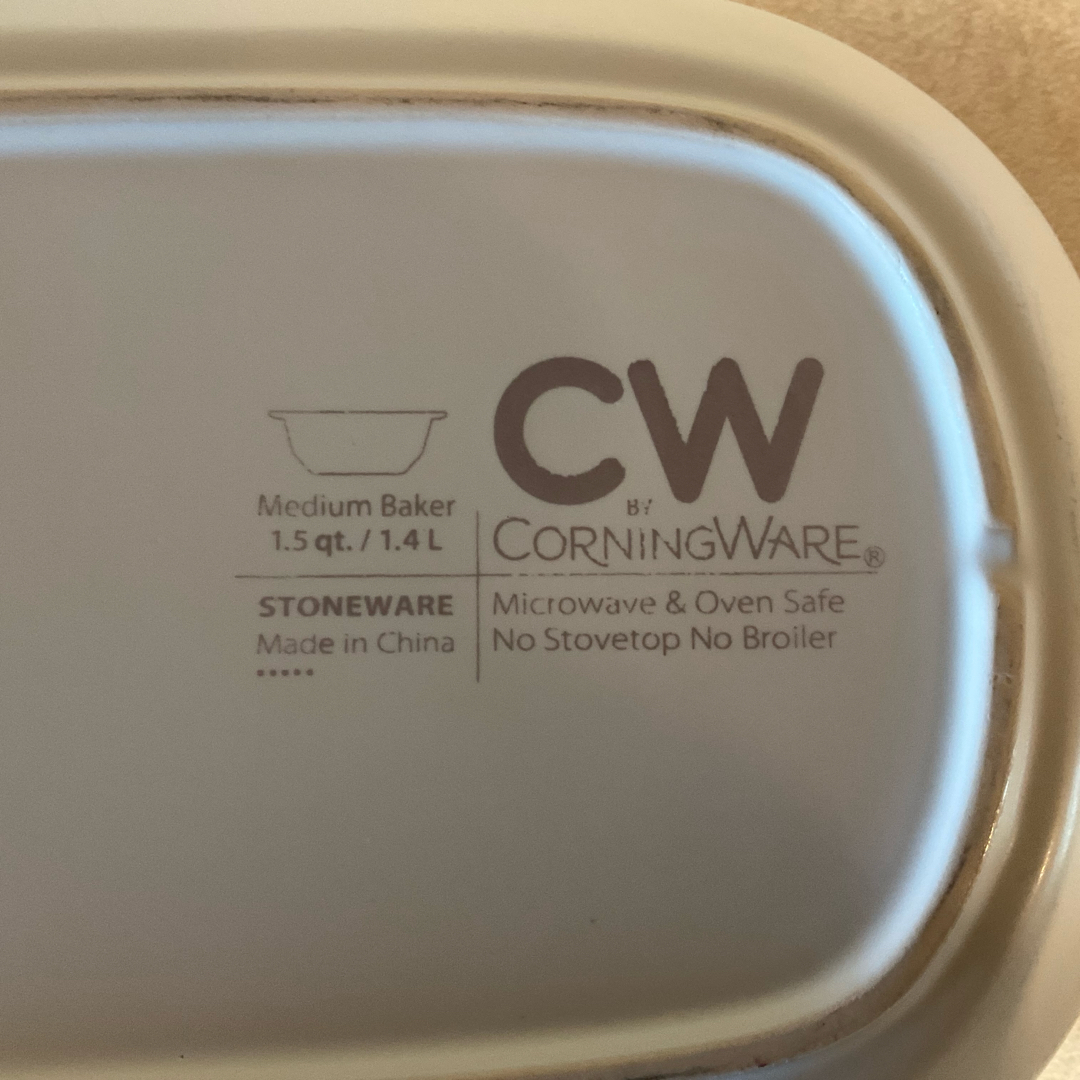 CW
BY
CORNINGWARE®
Medium Baker
1.5 qt. / 1.4 L
STONEWARE
Made in China
•••••
Microwave & Oven Safe
No Stovetop No Broiler